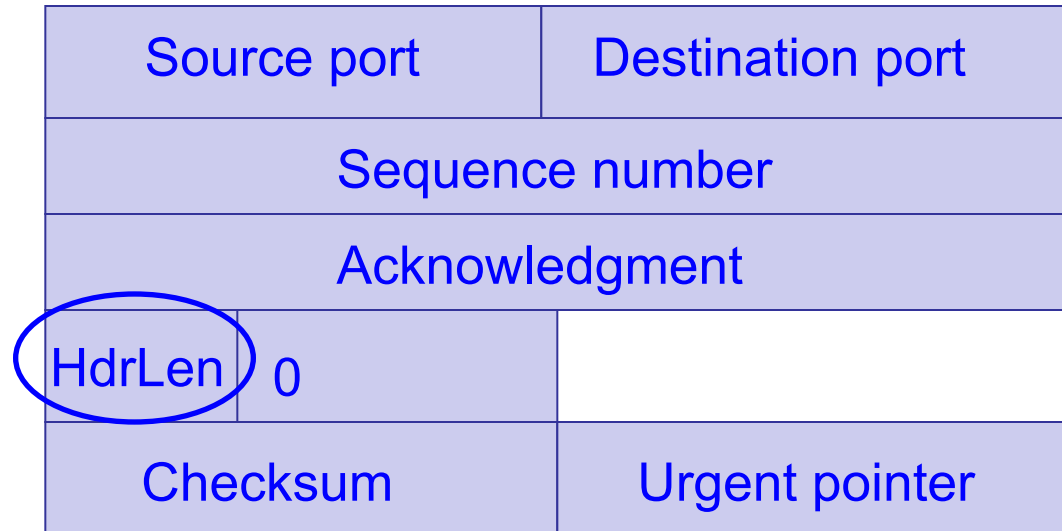 Source port Destination port
Sequence number
Acknowledgment
HdrLen 0
Checksum Urgent pointer